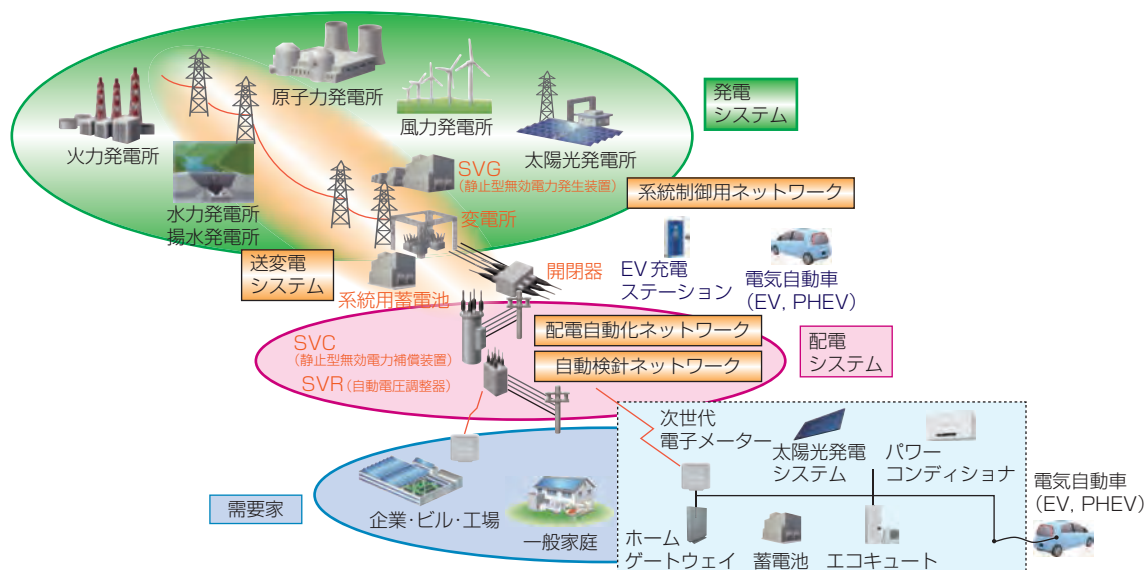 原子力発電所
風力発電所
発電
システム
火力発電所
太陽光発電所
SVG
(静止型無効電力発生装置)
系統制御用ネットワーク
水力発電所
揚水発電所
変電所
送変電
システム
開閉器
EV充電
ステーション
電気自動車
(EV, PHEV)
系統用蓄電池
配電自動化ネットワーク
配電
システム
SVC
(静止型無効電力補償装置)
自動検針ネットワーク
SVR(自動電圧調整器)
次世代
電子メーター
太陽光発電
システム
パワー
コンディショナ
電気自動車
(EV, PHEV)
需要家
企業・ビル・工場
一般家庭
ホーム
ゲートウェイ
蓄電池
エコキュート